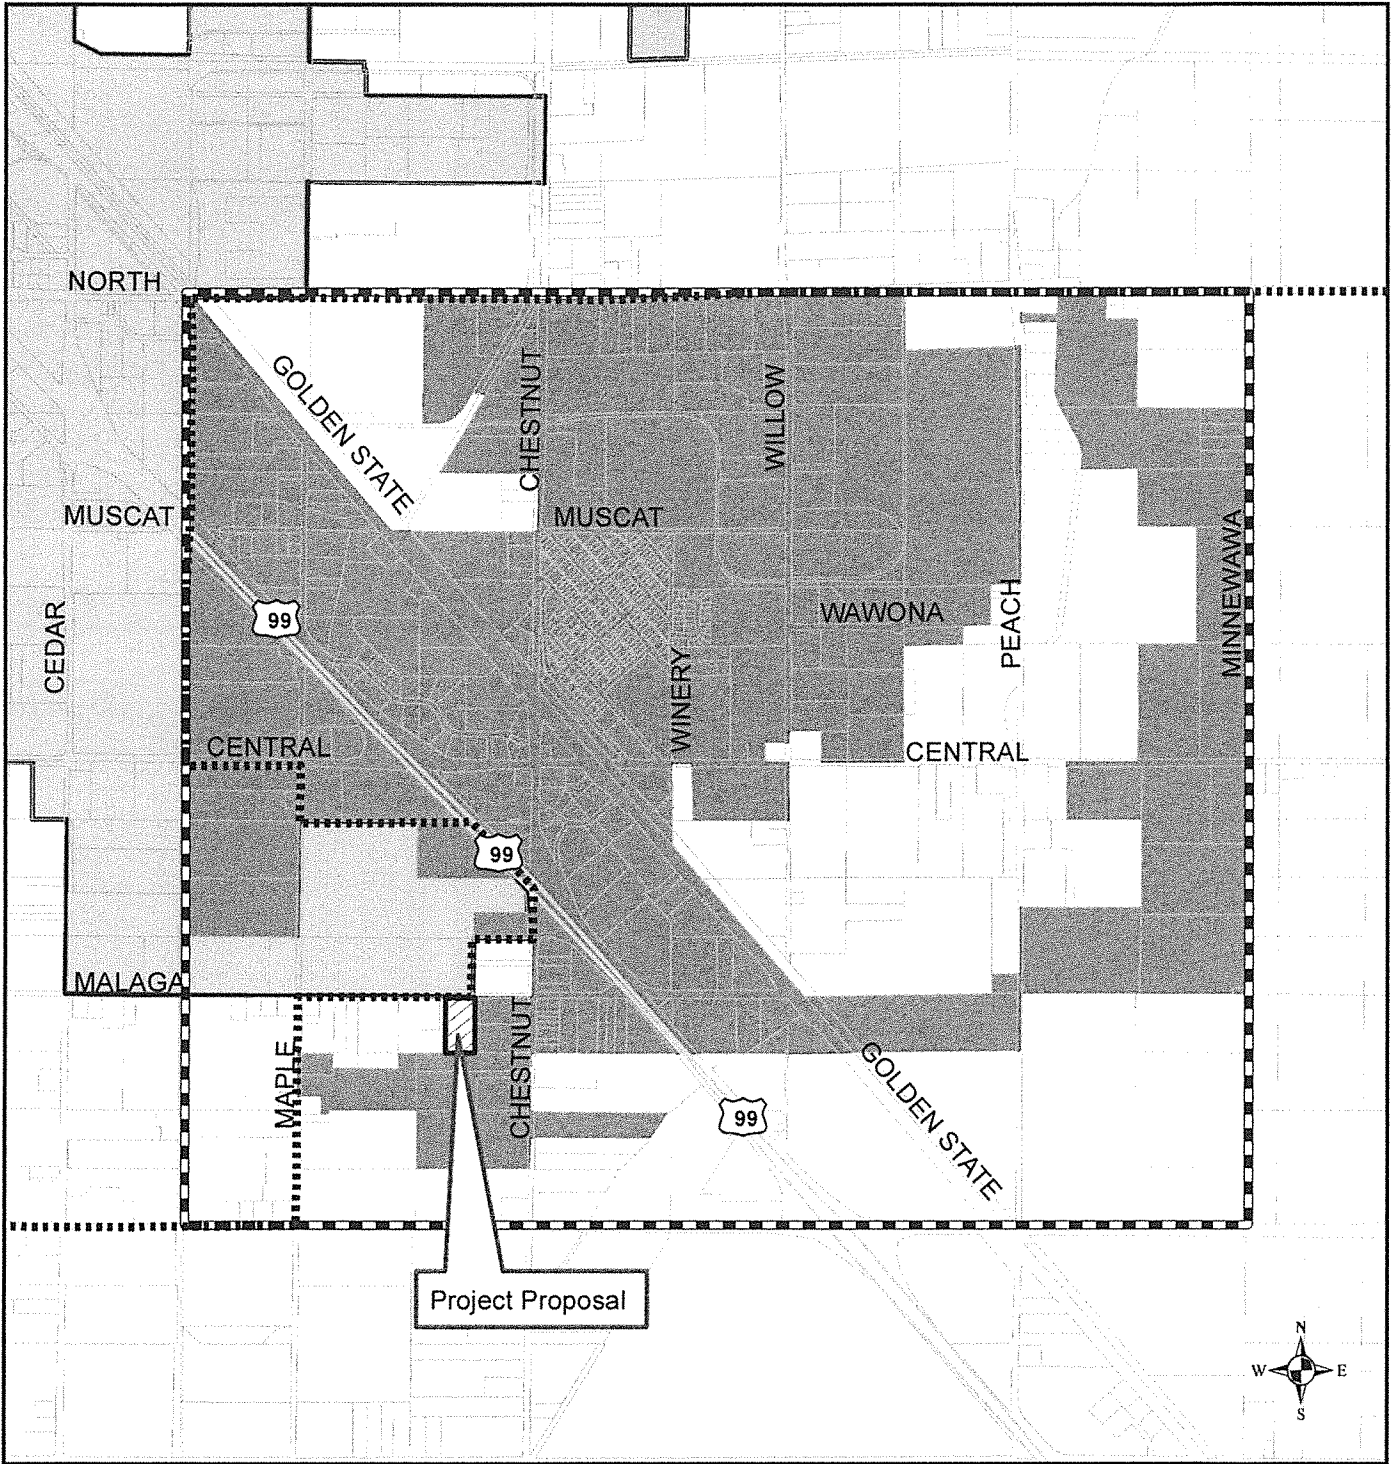 NORTH
GOLDEN STATE
CHESTNUT
WILLOW
MUSCAT
MUSCAT
MINNEWAWA
CEDAR
99
WAWONA
PEACH
WINERY
CENTRAL
CENTRAL
99
MALAGA
MAPLE
CHESTNUT
GOLDEN STATE
99
Project Proposal
N
W E
S